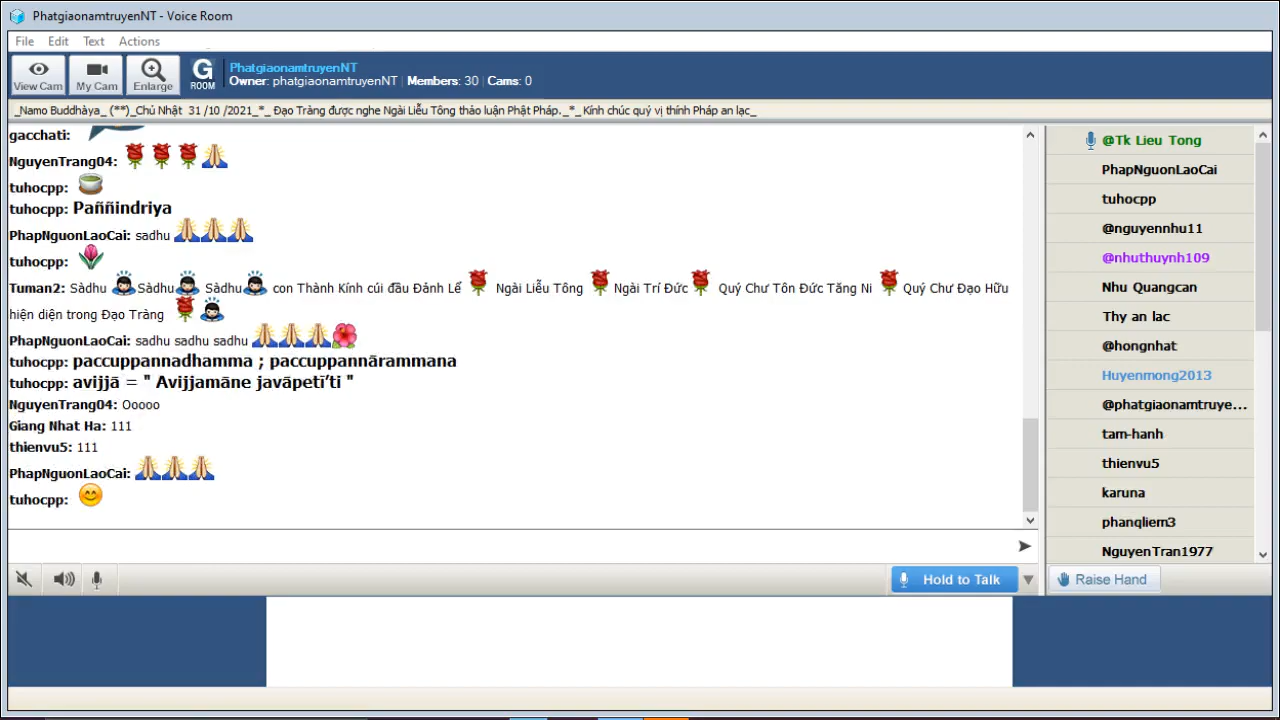 PhatgiaonamtruyenNT - Voice Room
File Edit Text Actions
View Cam My Cam Enlarge G ROOM
PhatgiaonamtruyenNT
Owner: phatgiaonamtruyenNT Members: 30 Cams: 0
_Namo Buddhàya_ (**)_Chủ Nhật 31 /10 /2021_*_ Đạo Tràng được nghe Ngài Liễu Tông thảo luận Phật Pháp._*_ Kính chúc quý vị thính Pháp an lạc_
gacchati:
NguyenTrang04:
tuhocpp:
tuhocpp: Paññindriya
PhapNguonLaoCai: sadhu
tuhocpp:
Tuman2: Sàdhu Sàdhu Sàdhu con Thành Kính cúi đầu Đảnh Lể Ngài Liễu Tông Ngài Trí Đức Quý Chư Tôn Đức Tăng Ni Quý Chư Đạo Hữu
hiện diện trong Đạo Tràng
PhapNguonLaoCai: sadhu sadhu sadhu
tuhocpp: paccuppannadhamma ; paccuppannārammana
tuhocpp: avijjā = " Avijjamāne javāpetī’ti "
NguyenTrang04: Ooooo
Giang Nhat Ha: 111
thienvu5: 111
PhapNguonLaoCai:
tuhocpp:
Hold to Talk
@Tk Lieu Tong
PhapNguonLaoCai
tuhocpp
@nguyennhu11
@nhuthuynh109
Nhu Quangcan
Thy an lac
@hongnhat
Huyenmong2013
@phatgiaonamtruye...
tam-hanh
thienvu5
karuna
phanqliem3
NguyenTran1977
Raise Hand